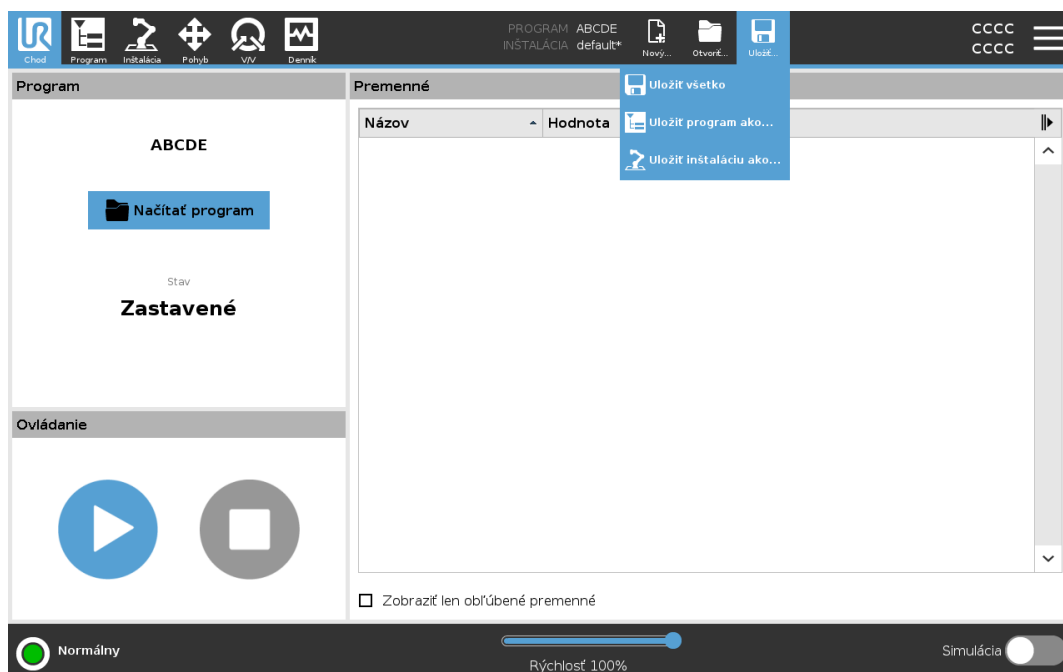 UR
Chod
Program
Inštalácia
Pohyb
V/V
Denník
PROGRAM ABCDE
INŠTALÁCIA default*
Nový...
Otvoriť...
Uložiť...
CCCC
CCCC
Uložiť všetko
Uložiť program ako...
Uložiť inštaláciu ako...
Program
ABCDE
Načítať program
Stav
Zastavené
Ovládanie
Premenné
Názov
Hodnota
Zobraziť len obľúbené premenné
Normálny
Rýchlosť 100%
Simulácia